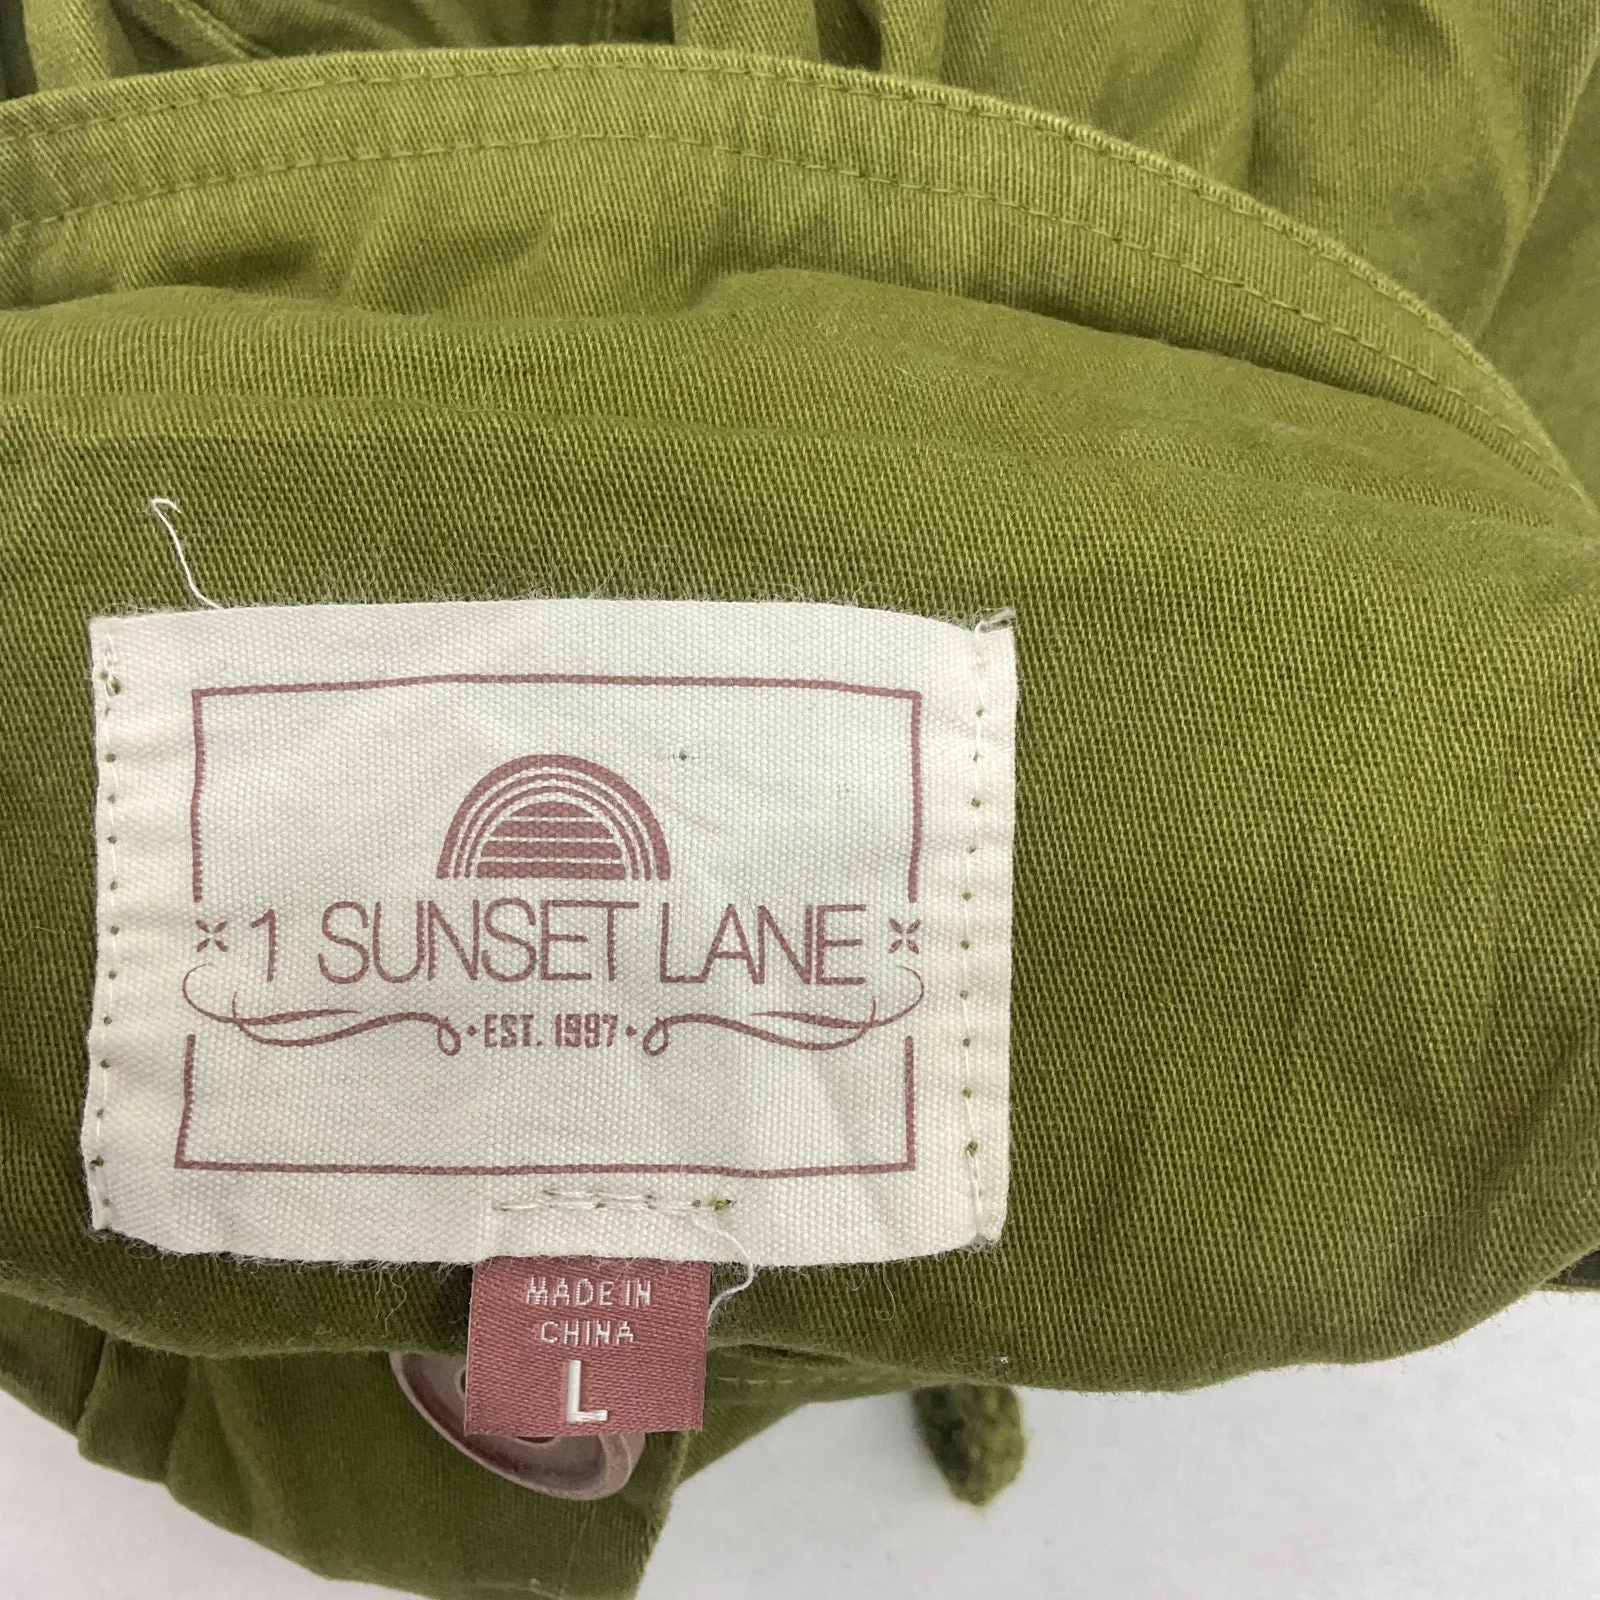 1 SUNSET LANE
EST. 1997
MADE IN
CHINA
L